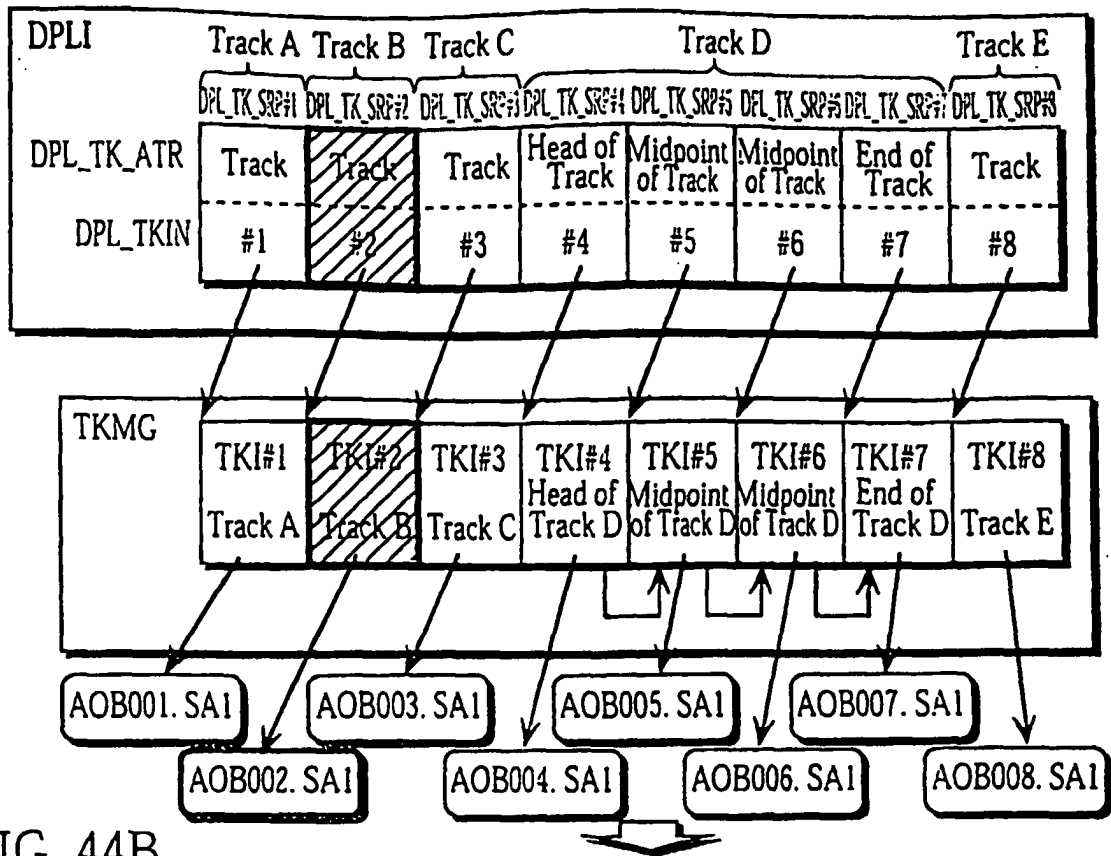 DPLI
Track A Track B Track C Track D Track E
DPL_TK_SRP#1 DPL_TK_SRP#2 DPL_TK_SRP#3 DPL_TK_SRP#4 DPL_TK_SRP#5 DPL_TK_SRP#6 DPL_TK_SRP#7 DPL_TK_SRP#8
DPL_TK_ATR Track Track Track Head of Track Midpoint of Track Midpoint of Track End of Track Track
DPL_TKIN #1 #2 #3 #4 #5 #6 #7 #8
TKMG
TKI#1 TKI#2 TKI#3 TKI#4 TKI#5 TKI#6 TKI#7 TKI#8
Track A Track B Track C Head of Track D Midpoint of Track D Midpoint of Track D End of Track D Track E
AOB001. SA1 AOB003. SA1 AOB005. SA1 AOB007. SA1
AOB002. SA1 AOB004. SA1 AOB006. SA1 AOB008. SA1
44B